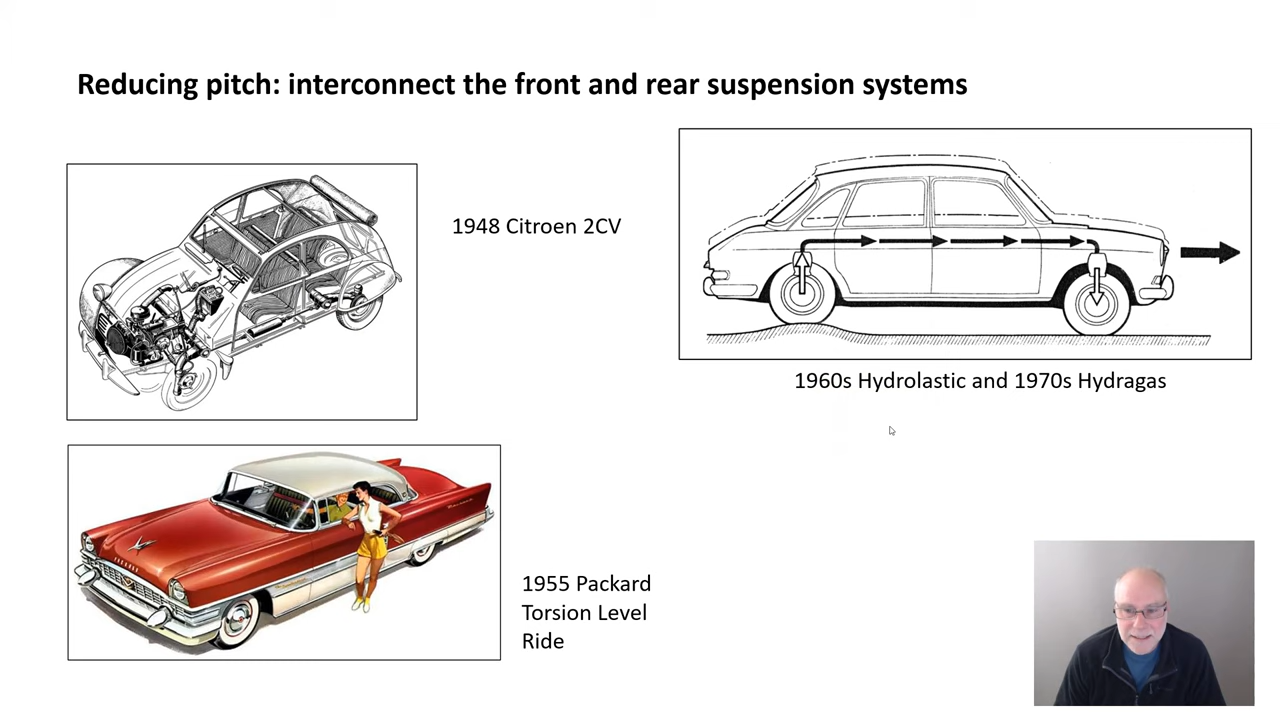 Reducing pitch: interconnect the front and rear suspension systems
1948 Citroen 2CV
1960s Hydrolastic and 1970s Hydragas
PACKARD
1955 Packard
Torsion Level
Ride